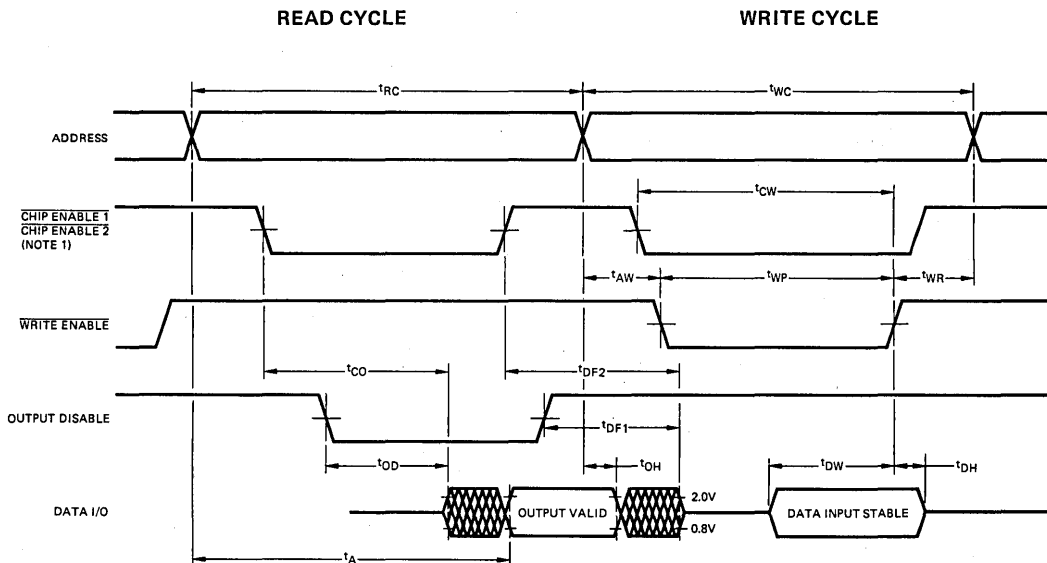 READ CYCLE
WRITE CYCLE
tRC
tWC
ADDRESS
tCW
CHIP ENABLE 1
CHIP ENABLE 2
(NOTE 1)
tAW
tWP
tWR
WRITE ENABLE
tCO
tDF2
OUTPUT DISABLE
tDF1
tOD
tOH
tDW
tDH
2.0V
DATA I/O
OUTPUT VALID
DATA INPUT STABLE
0.8V
tA